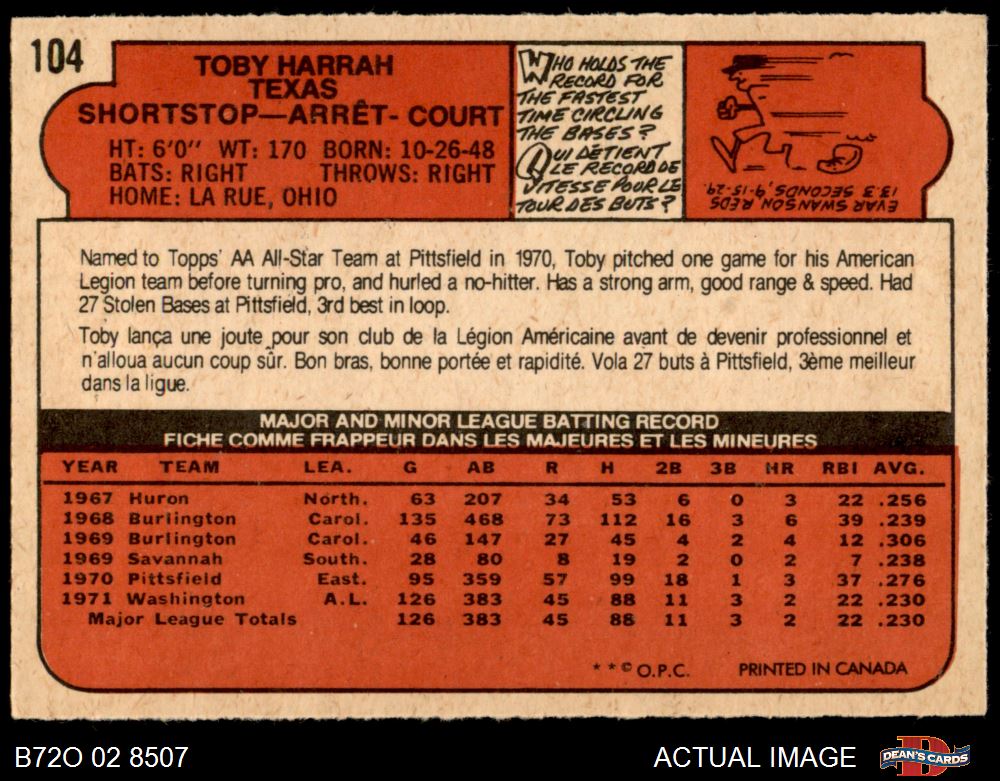 104
TOBY HARRAH
TEXAS
SHORTSTOP—ARRÊT- COURT
HT: 6'0" WT: 170 BORN: 10-26-48
BATS: RIGHT THROWS: RIGHT
HOME: LA RUE, OHIO
WHO HOLDS THE
RECORD FOR
THE FASTEST
TIME CIRCLING
THE BASES?
QUI DÉTIENT
LE RECORD DE
VITESSE POUR LE
TOUR DES BUTS?
EVAR SWANSON, REDS
13.3 SECONDS, 9-15-29.
Named to Topps' AA All-Star Team at Pittsfield in 1970, Toby pitched one game for his American
Legion team before turning pro, and hurled a no-hitter. Has a strong arm, good range & speed. Had
27 Stolen Bases at Pittsfield, 3rd best in loop.
Toby lança une joute pour son club de la Légion Américaine avant de devenir professionnel et
n'alloua aucun coup sûr. Bon bras, bonne portée et rapidité. Vola 27 buts à Pittsfield, 3ème meilleur
dans la ligue.
MAJOR AND MINOR LEAGUE BATTING RECORD
FICHE COMME FRAPPEUR DANS LES MAJEURES ET LES MINEURES
YEAR TEAM LEA. G AB R H 2B 3B HR RBI AVG.
1967 Huron North. 63 207 34 53 6 0 3 22 .256
1968 Burlington Carol. 135 468 73 112 16 3 6 39 .239
1969 Burlington Carol. 46 147 27 45 4 2 4 12 .306
1969 Savannah South. 28 80 8 19 2 0 2 7 .238
1970 Pittsfield East. 95 359 57 99 18 1 3 37 .276
1971 Washington A.L. 126 383 45 88 11 3 2 22 .230
Major League Totals 126 383 45 88 11 3 2 22 .230
* * © O.P.C. PRINTED IN CANADA
B72O 02 8507
ACTUAL IMAGE
DEAN'S CARDS